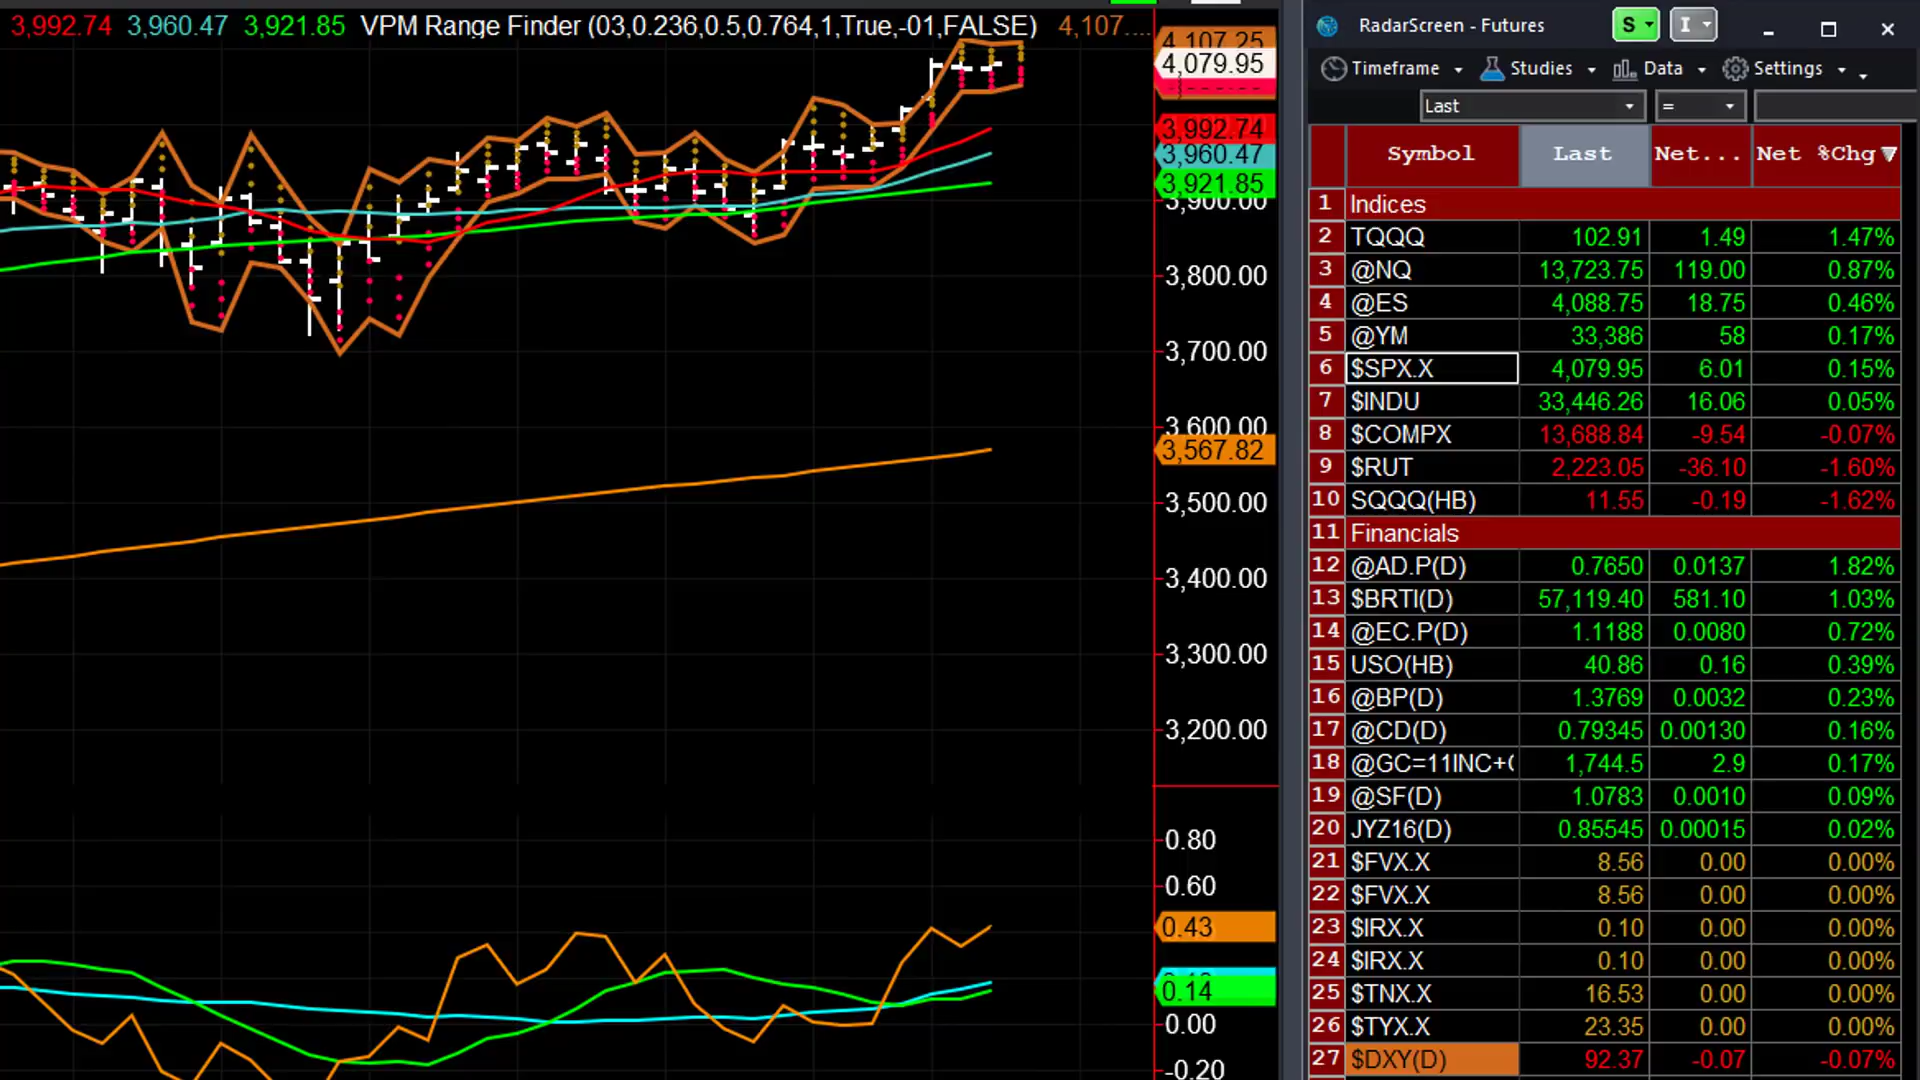 3,992.74 3,960.47 3,921.85 VPM Range Finder (03,0.236,0.5,0.764,1,True,-01,FALSE) 4,107....
4,107.25
4,079.95
3,992.74
3,960.47
3,921.85
3,900.00
3,800.00
3,700.00
3,600.00
3,567.82
3,500.00
3,400.00
3,300.00
3,200.00
0.80
0.60
0.43
0.14
0.00
-0.20
RadarScreen - Futures S I
Timeframe Studies Data Settings
Last =
Symbol Last Net... Net %Chg
1 Indices
2 TQQQ 102.91 1.49 1.47%
3 @NQ 13,723.75 119.00 0.87%
4 @ES 4,088.75 18.75 0.46%
5 @YM 33,386 58 0.17%
6 $SPX.X 4,079.95 6.01 0.15%
7 $INDU 33,446.26 16.06 0.05%
8 $COMPX 13,688.84 -9.54 -0.07%
9 $RUT 2,223.05 -36.10 -1.60%
10 SQQQ(HB) 11.55 -0.19 -1.62%
11 Financials
12 @AD.P(D) 0.7650 0.0137 1.82%
13 $BRTI(D) 57,119.40 581.10 1.03%
14 @EC.P(D) 1.1188 0.0080 0.72%
15 USO(HB) 40.86 0.16 0.39%
16 @BP(D) 1.3769 0.0032 0.23%
17 @CD(D) 0.79345 0.00130 0.16%
18 @GC=11INC+ 1,744.5 2.9 0.17%
19 @SF(D) 1.0783 0.0010 0.09%
20 JYZ16(D) 0.85545 0.00015 0.02%
21 $FVX.X 8.56 0.00 0.00%
22 $FVX.X 8.56 0.00 0.00%
23 $IRX.X 0.10 0.00 0.00%
24 $IRX.X 0.10 0.00 0.00%
25 $TNX.X 16.53 0.00 0.00%
26 $TYX.X 23.35 0.00 0.00%
27 $DXY(D) 92.37 -0.07 -0.07%